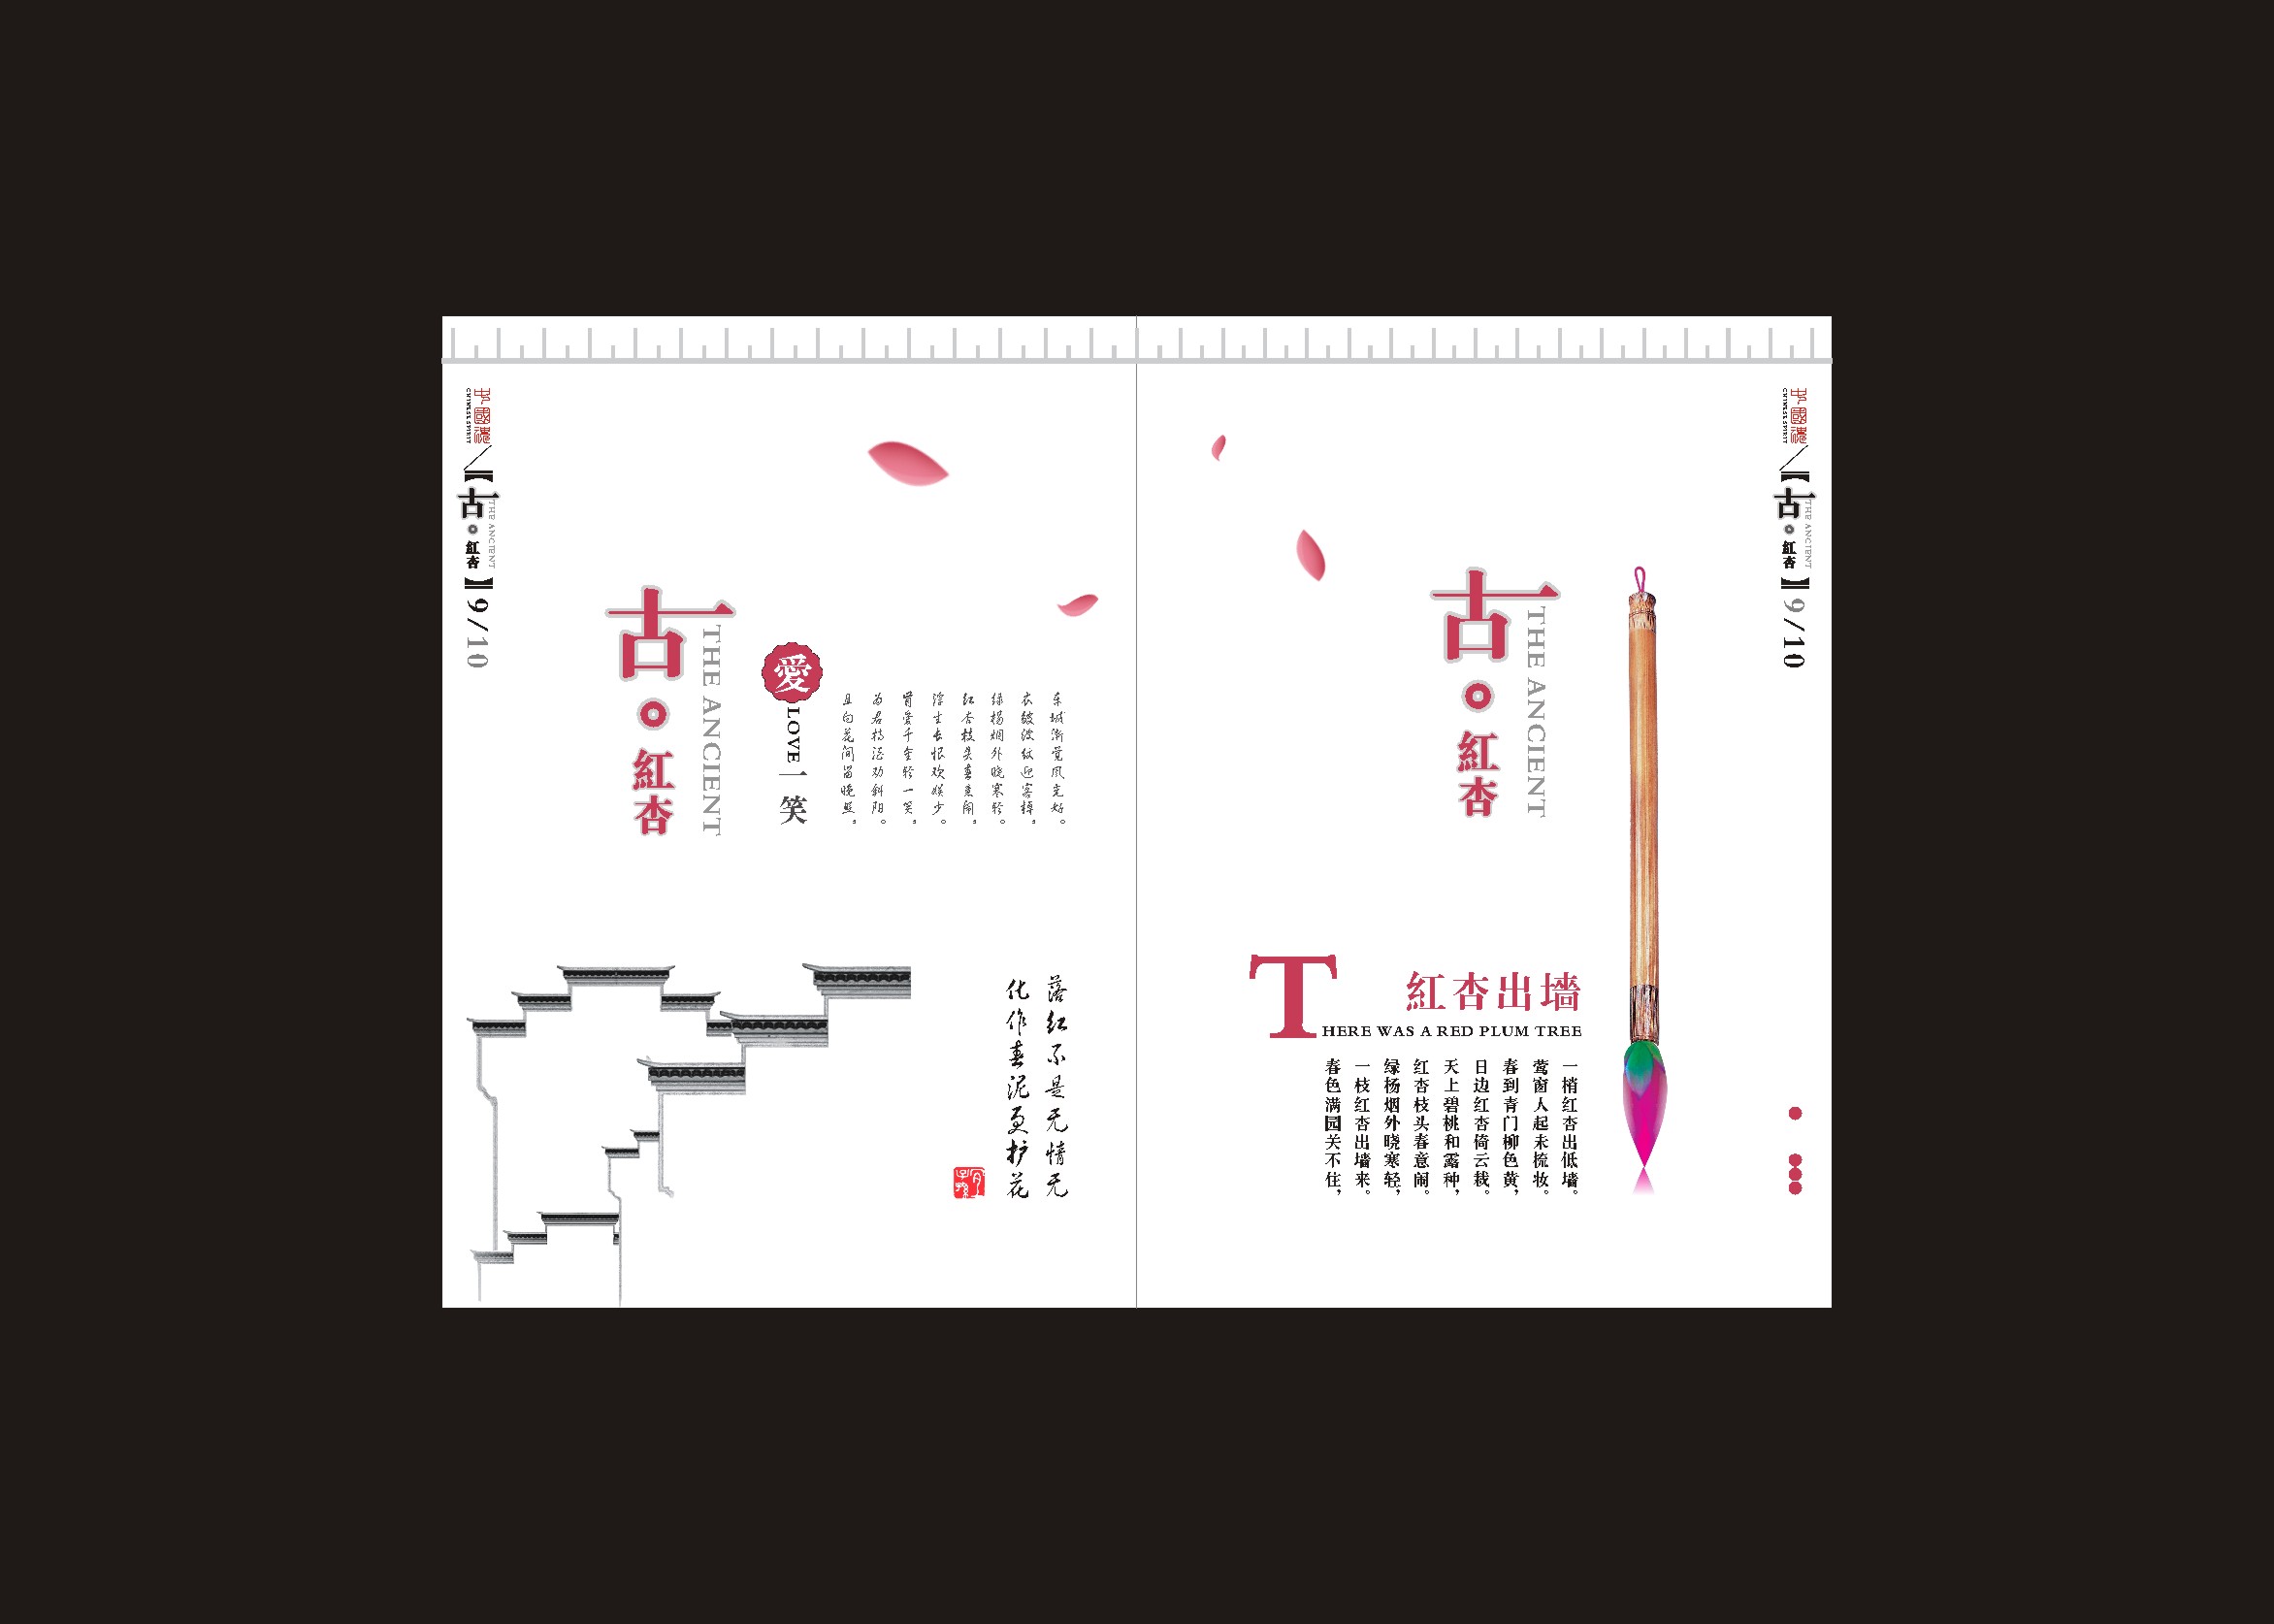 中國魂
CHINESE SPIRIT
【古 紅杏】
THE ANCIENT
9/10
古
紅杏
THE ANCIENT
愛
LOVE一笑
东城渐觉风光好。
衣皱波纹迎客棹，
绿杨烟外晓寒轻。
红杏枝头春意闹，
浮生长恨欢娱少。
肯爱千金轻一笑，
为君持酒劝斜阳。
且向花间留晚照，
落红不是无情无
化作春泥更护花
古
紅杏
THE ANCIENT
紅杏出墙
THERE WAS A RED PLUM TREE
春色满园关不住，
一枝红杏出墙来。
绿杨烟外晓寒轻，
红杏枝头春意闹。
天上碧桃和露种，
日边红杏倚云栽。
春到青门柳色黄，
莺窗人起未梳妆。
一梢红杏出低墙。
中國魂
CHINESE SPIRIT
【古 紅杏】
THE ANCIENT
9/10